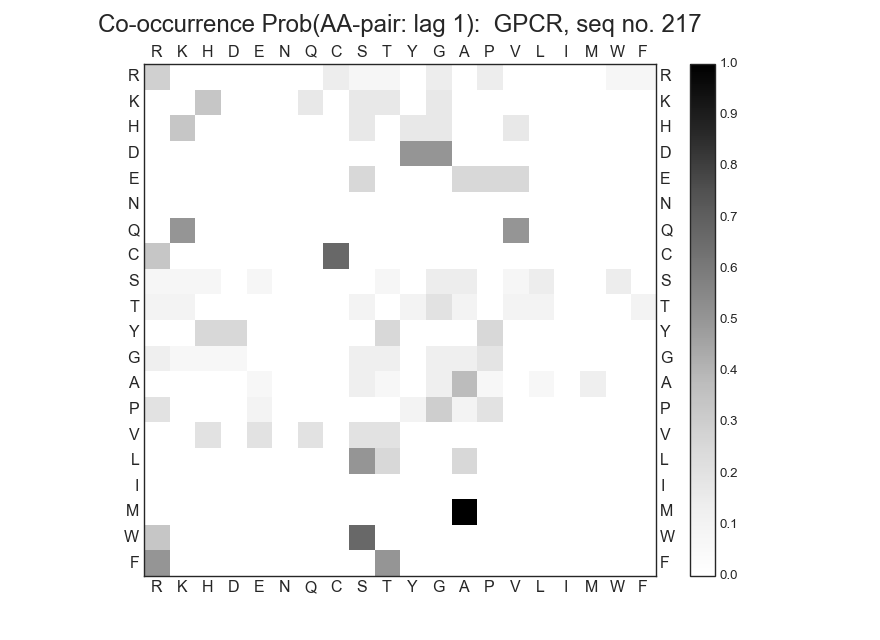 Co-occurrence Prob(AA-pair: lag 1):  GPCR, seq no. 217
R K H D E N Q C S T Y G A P V L I M W F
R R 1.0
K K 0.9
H H
D D 0.8
E E
N N 0.7
Q Q
C C 0.6
S S
T T 0.5
Y Y
G G 0.4
A A
P P 0.3
V V
L L 0.2
I I
M M 0.1
W W
F F 0.0
R K H D E N Q C S T Y G A P V L I M W F